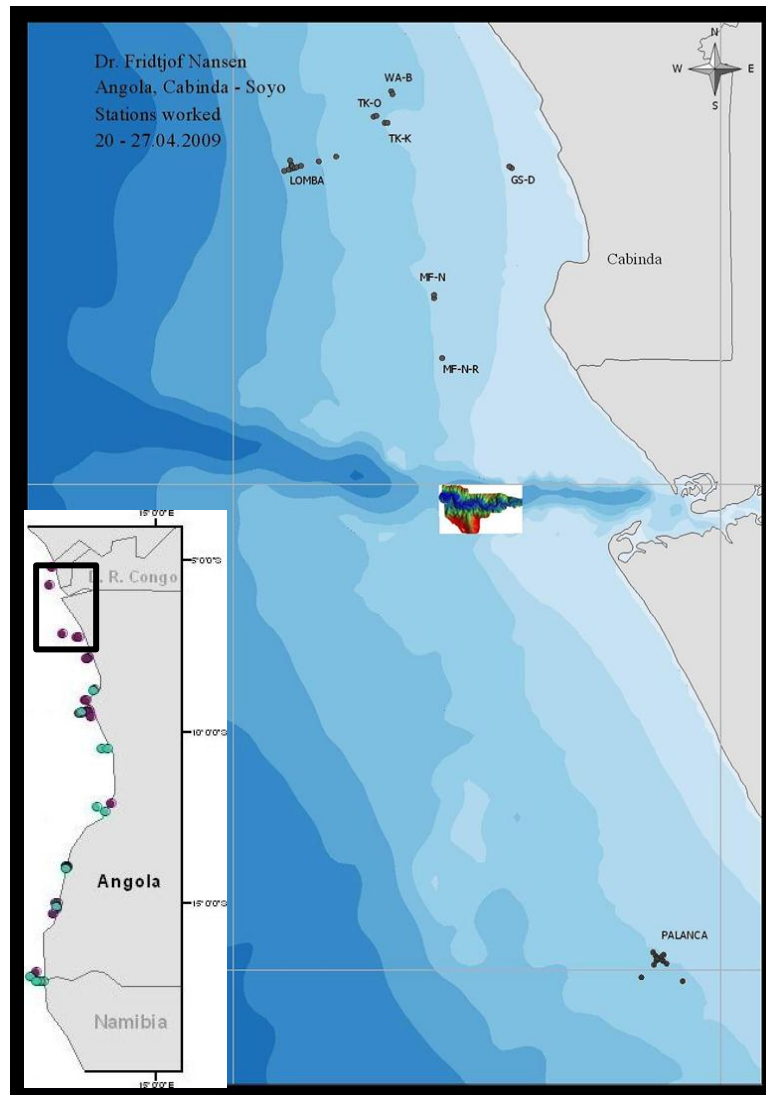 Dr. Fridtjof Nansen
Angola, Cabinda - Soyo
Stations worked
20 - 27.04.2009
N
W E
S
WA-B
TK-O
TK-K
LOMBA
GS-D
Cabinda
MF-N
MF-N-R
PALANCA
15°0'0"E
5°0'0"S
D. R. Congo
10°0'0"S
Angola
15°0'0"S
Namibia
15°0'0"E